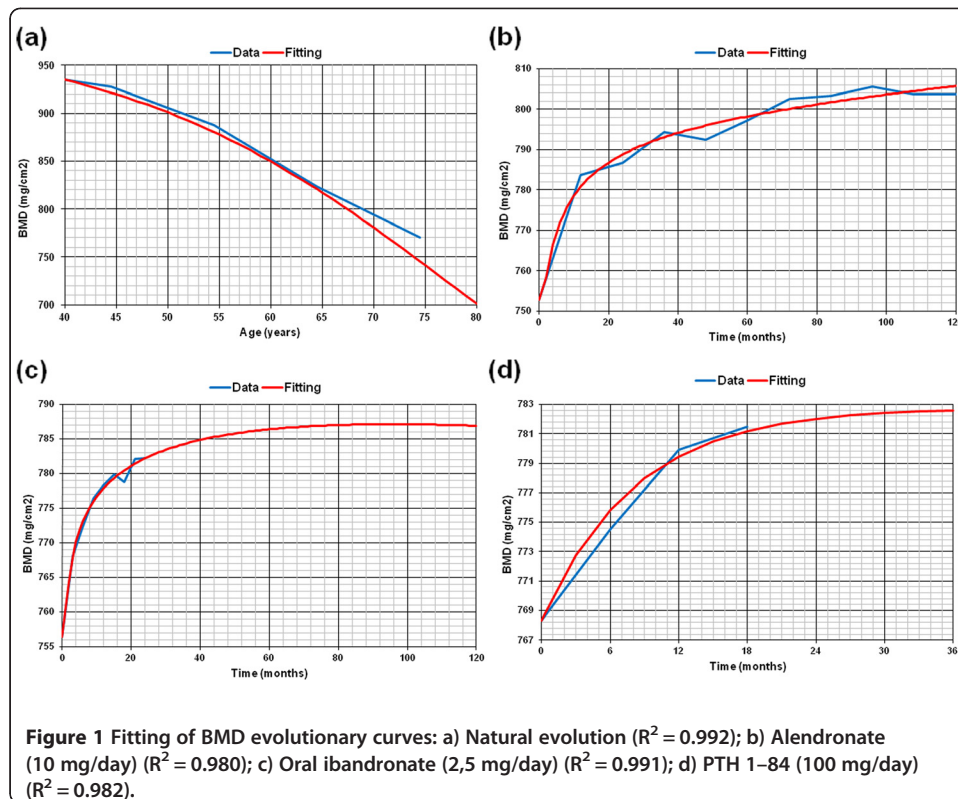 (a)
Data Fitting
950
900
850
800
750
700
BMD (mg/cm2)
40 45 50 55 60 65 70 75 80
Age (years)
(b)
Data Fitting
810
800
790
780
770
760
750
BMD (mg/cm2)
0 20 40 60 80 100 120
Time (months)
(c)
Data Fitting
790
785
780
775
770
765
760
755
BMD (mg/cm2)
0 20 40 60 80 100 120
Time (months)
(d)
Data Fitting
783
781
779
777
775
773
771
769
767
BMD (mg/cm2)
0 6 12 18 24 30 36
Time (months)
Figure 1 Fitting of BMD evolutionary curves: a) Natural evolution (R² = 0.992); b) Alendronate
(10 mg/day) (R² = 0.980); c) Oral ibandronate (2,5 mg/day) (R² = 0.991); d) PTH 1–84 (100 mg/day)
(R² = 0.982).